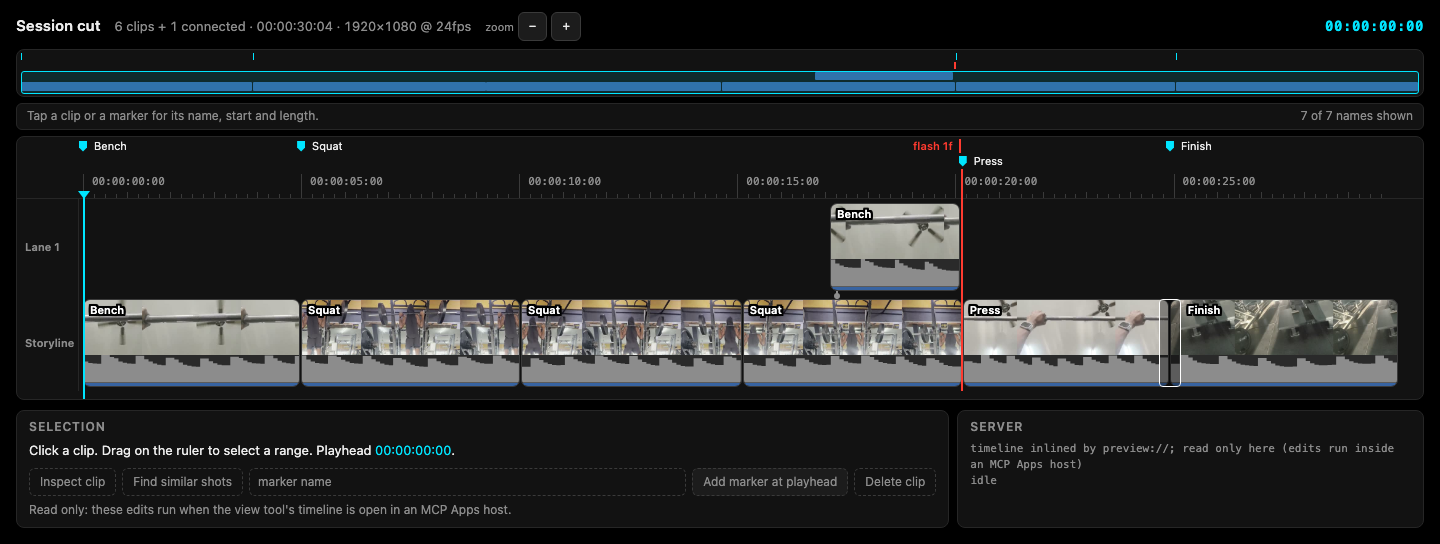 Session cut 6 clips + 1 connected · 00:00:30:04 · 1920×1080 @ 24fps zoom − + 00:00:00:00
Tap a clip or a marker for its name, start and length. 7 of 7 names shown
Bench Squat flash 1f Finish
Press
00:00:00:00 00:00:05:00 00:00:10:00 00:00:15:00 00:00:20:00 00:00:25:00
Lane 1 Bench
Storyline Bench Squat Squat Squat Press Finish
SELECTION
Click a clip. Drag on the ruler to select a range. Playhead 00:00:00:00.
Inspect clip Find similar shots marker name Add marker at playhead Delete clip
Read only: these edits run when the view tool's timeline is open in an MCP Apps host.
SERVER
timeline inlined by preview://; read only here (edits run inside
an MCP Apps host)
idle